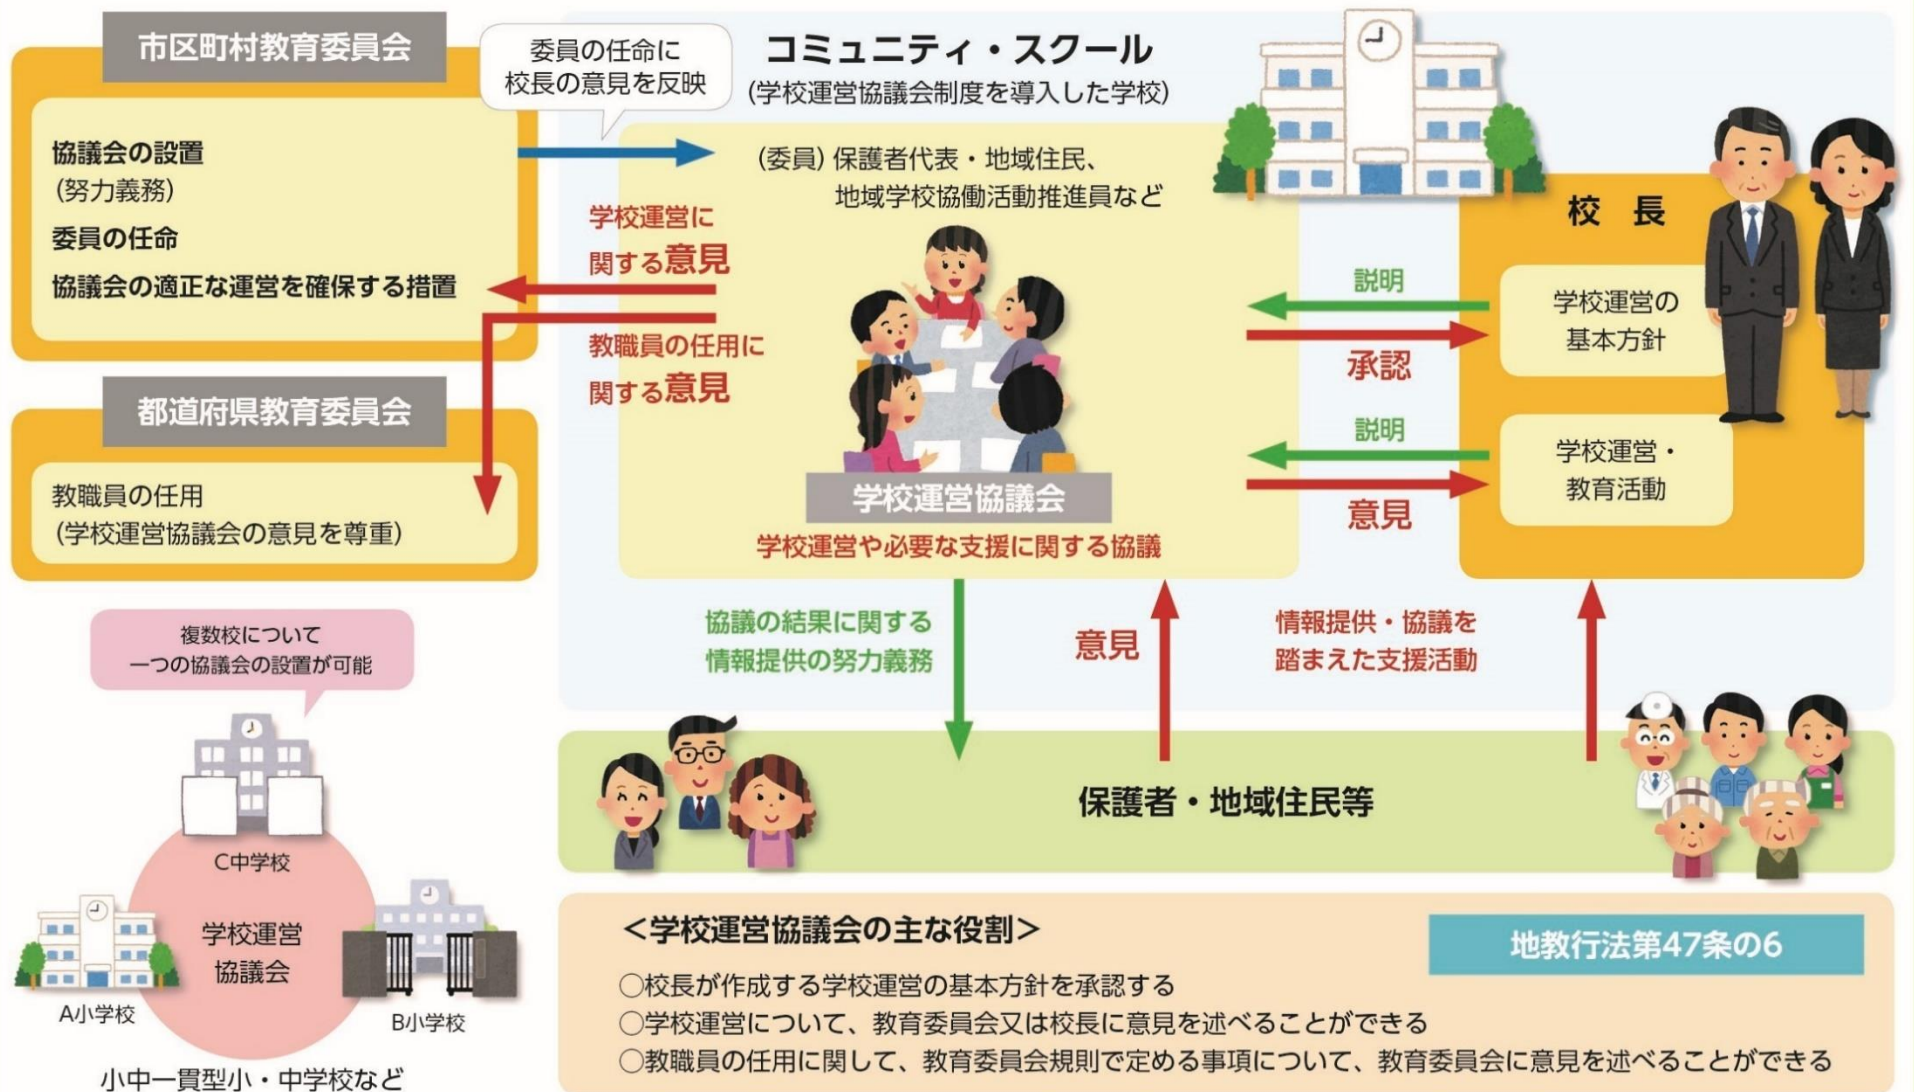 市区町村教育委員会
協議会の設置
(努力義務)
委員の任命
協議会の適正な運営を確保する措置
都道府県教育委員会
教職員の任用
(学校運営協議会の意見を尊重)
委員の任命に
校長の意見を反映
コミュニティ・スクール
(学校運営協議会制度を導入した学校)
(委員) 保護者代表・地域住民、
地域学校協働活動推進員など
学校運営に
関する意見
教職員の任用に
関する意見
学校運営協議会
学校運営や必要な支援に関する協議
説明
承認
説明
意見
校 長
学校運営の
基本方針
学校運営・
教育活動
協議の結果に関する
情報提供の努力義務
意見
情報提供・協議を
踏まえた支援活動
保護者・地域住民等
複数校について
一つの協議会の設置が可能
C中学校
学校運営
協議会
A小学校
B小学校
小中一貫型小・中学校など
＜学校運営協議会の主な役割＞
地教行法第47条の6
○校長が作成する学校運営の基本方針を承認する
○学校運営について、教育委員会又は校長に意見を述べることができる
○教職員の任用に関して、教育委員会規則で定める事項について、教育委員会に意見を述べることができる